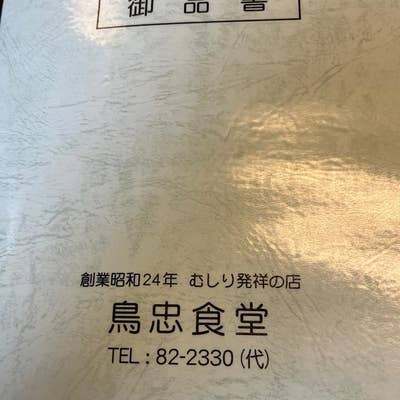 御品書
創業昭和24年 むしり発祥の店
鳥忠食堂
TEL : 82-2330 (代)